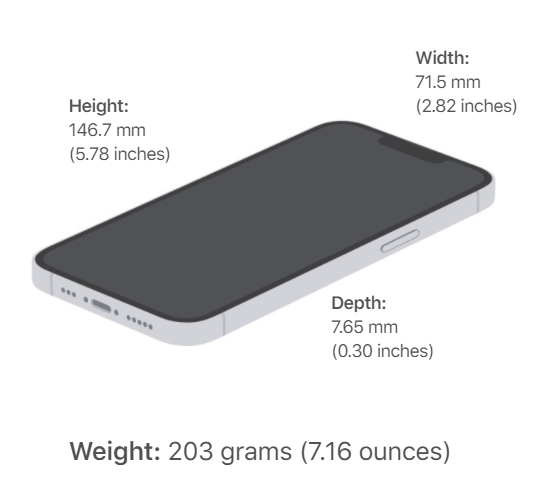 Width:
71.5 mm
(2.82 inches)
Height:
146.7 mm
(5.78 inches)
Depth:
7.65 mm
(0.30 inches)
Weight: 203 grams (7.16 ounces)